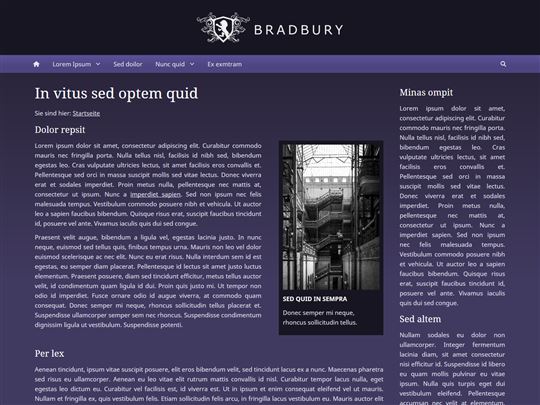 BRADBURY
Lorem Ipsum
Sed doilor
Nunc quid
Ex exmtram
In vitus sed optem quid
Sie sind hier: Startseite
Dolor repsit
Lorem ipsum dolor sit amet, consectetur adipiscing elit. Curabitur commodo
mauris nec fringilla porta. Nulla tellus nisl, facilisis id nibh sed, bibendum
egestas leo. Cras vulputate ultricies lectus, sit amet facilisis eros convallis et.
Pellentesque sed orci in massa suscipit mollis sed vitae lectus. Donec viverra
erat et sodales imperdiet. Proin metus nulla, pellentesque nec mattis at,
consectetur ut ipsum. Nunc a imperdiet sapien. Sed non ipsum nec felis
malesuada tempus. Vestibulum commodo posuere nibh et vehicula. Ut auctor
leo a sapien faucibus bibendum. Quisque risus erat, suscipit faucibus tincidunt
id, posuere vel ante. Vivamus iaculis quis dui sed congue.
Praesent velit augue, bibendum a ligula vel, egestas lacinia justo. In nunc
neque, euismod sed tellus quis, finibus tempus urna. Mauris non leo vel dolor
euismod scelerisque ac nec elit. Nunc eu erat risus. Nulla interdum sem id est
egestas, eu semper diam placerat. Pellentesque id lectus sit amet justo luctus
elementum. Praesent posuere, diam sed tincidunt efficitur, metus tellus auctor
velit, id condimentum quam ligula id dui. Proin quis justo mi. Ut tempor non
odio id imperdiet. Fusce ornare odio id augue viverra, at commodo quam
consequat. Donec semper mi neque, rhoncus sollicitudin tellus placerat et.
Suspendisse ullamcorper semper sem nec rhoncus. Suspendisse condimentum
dignissim ligula ut vestibulum. Suspendisse potenti.
SED QUID IN SEMPRA
Donec semper mi neque,
rhoncus sollicitudin tellus.
Per lex
Aenean tincidunt, ipsum vitae suscipit posuere, elit eros bibendum velit, sed tincidunt lacus ex a nunc. Maecenas pharetra
sed risus eu ullamcorper. Aenean eu leo vitae elit rutrum mattis convallis id nisl. Curabitur tempor lacus nulla, eget
egestas leo dictum eu. Curabitur vel facilisis est, id viverra est. Ut in ipsum et enim consequat eleifend vel ut mauris.
Nullam et fringilla ex, quis vestibulum felis. Etiam sollicitudin felis arcu, in fringilla lacus vestibulum eu. Mauris auctor elit
Minas ompit
Lorem ipsum dolor sit amet,
consectetur adipiscing elit.
Curabitur commodo mauris nec
fringilla porta. Nulla tellus nisl,
facilisis id nibh sed, bibendum
egestas leo. Cras vulputate
ultricies lectus, sit amet facilisis
eros convallis et. Pellentesque
sed orci in massa suscipit mollis
sed vitae lectus. Donec viverra
erat et sodales imperdiet. Proin
metus nulla, pellentesque nec
mattis at, consectetur ut ipsum.
Nunc a imperdiet sapien. Sed
non ipsum nec felis malesuada
tempus. Vestibulum commodo
posuere nibh et vehicula. Ut
auctor leo a sapien faucibus
bibendum. Quisque risus erat,
suscipit faucibus tincidunt id,
posuere vel ante. Vivamus
iaculis quis dui sed congue.
Sed altem
Nullam sodales eu dolor non
ullamcorper. Integer fermentum
lacinia diam, sit amet consectetur
nisi efficitur id. Suspendisse id libero
eu quam mollis pulvinar eu vitae
ipsum. Nulla quis turpis eget dui
vestibulum eleifend. Pellentesque
accumsan nec velit at elementum.